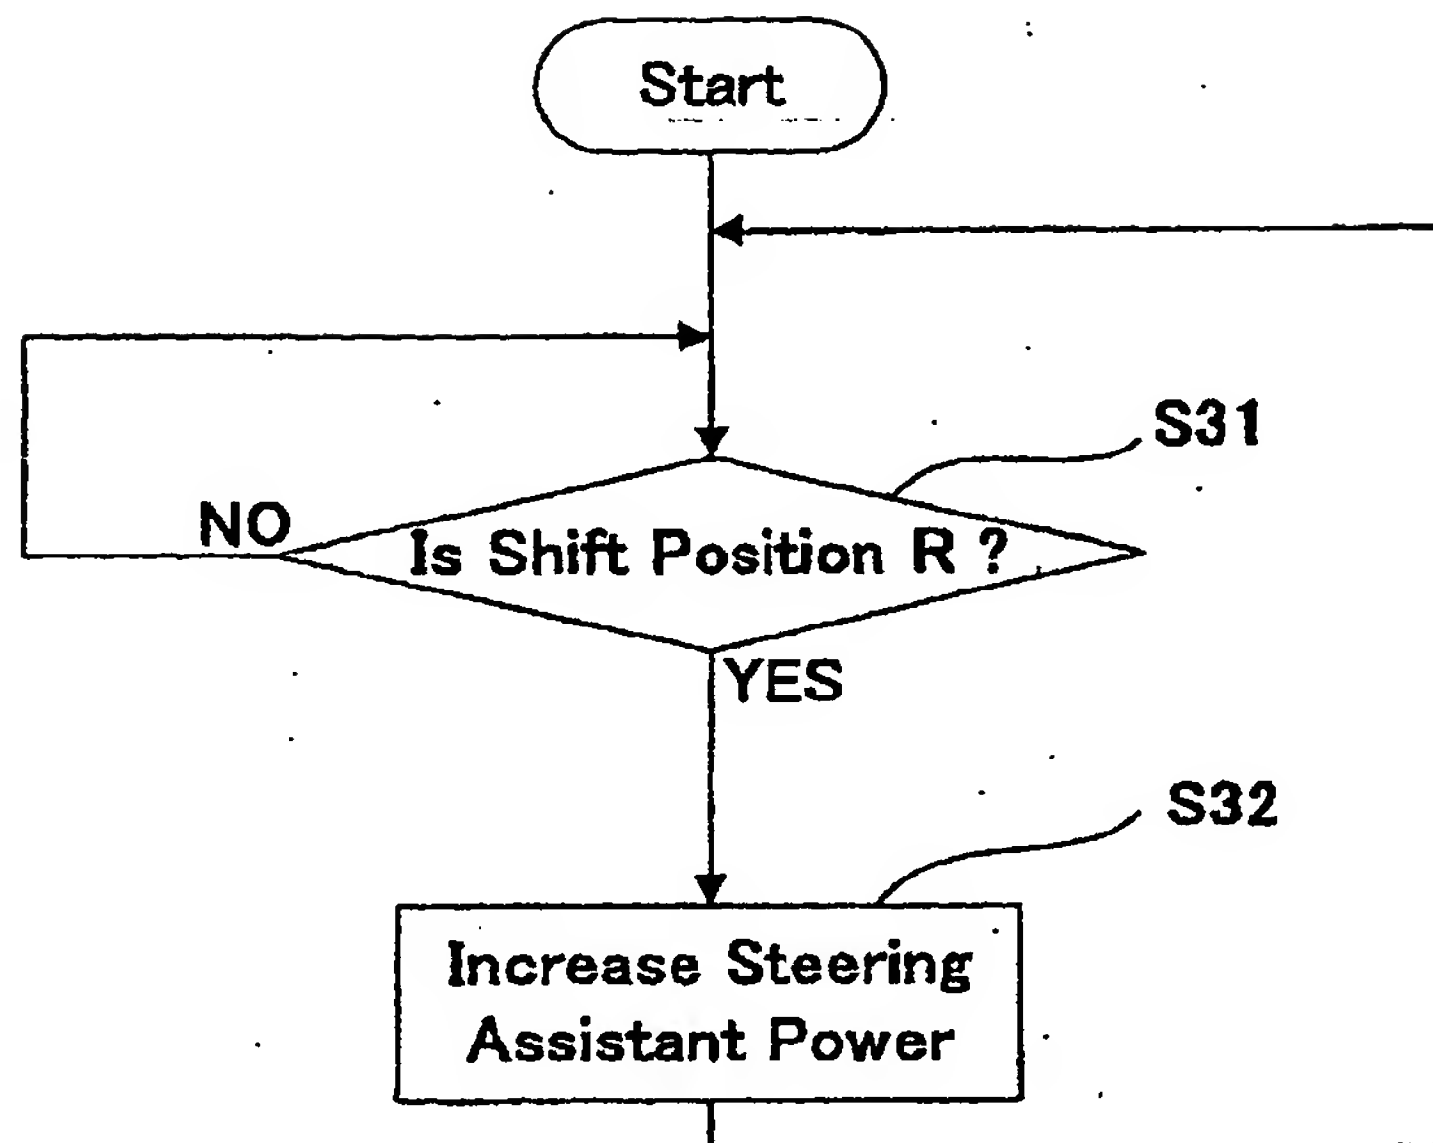 Start
S31
NO
Is Shift Position R ?
YES
S32
Increase Steering
Assistant Power